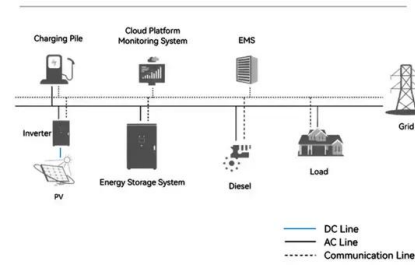 Charging Pile
Cloud Platform
Monitoring System
EMS
Grid
Inverter
PV
Energy Storage System
Diesel
Load
DC Line
AC Line
Communication Line